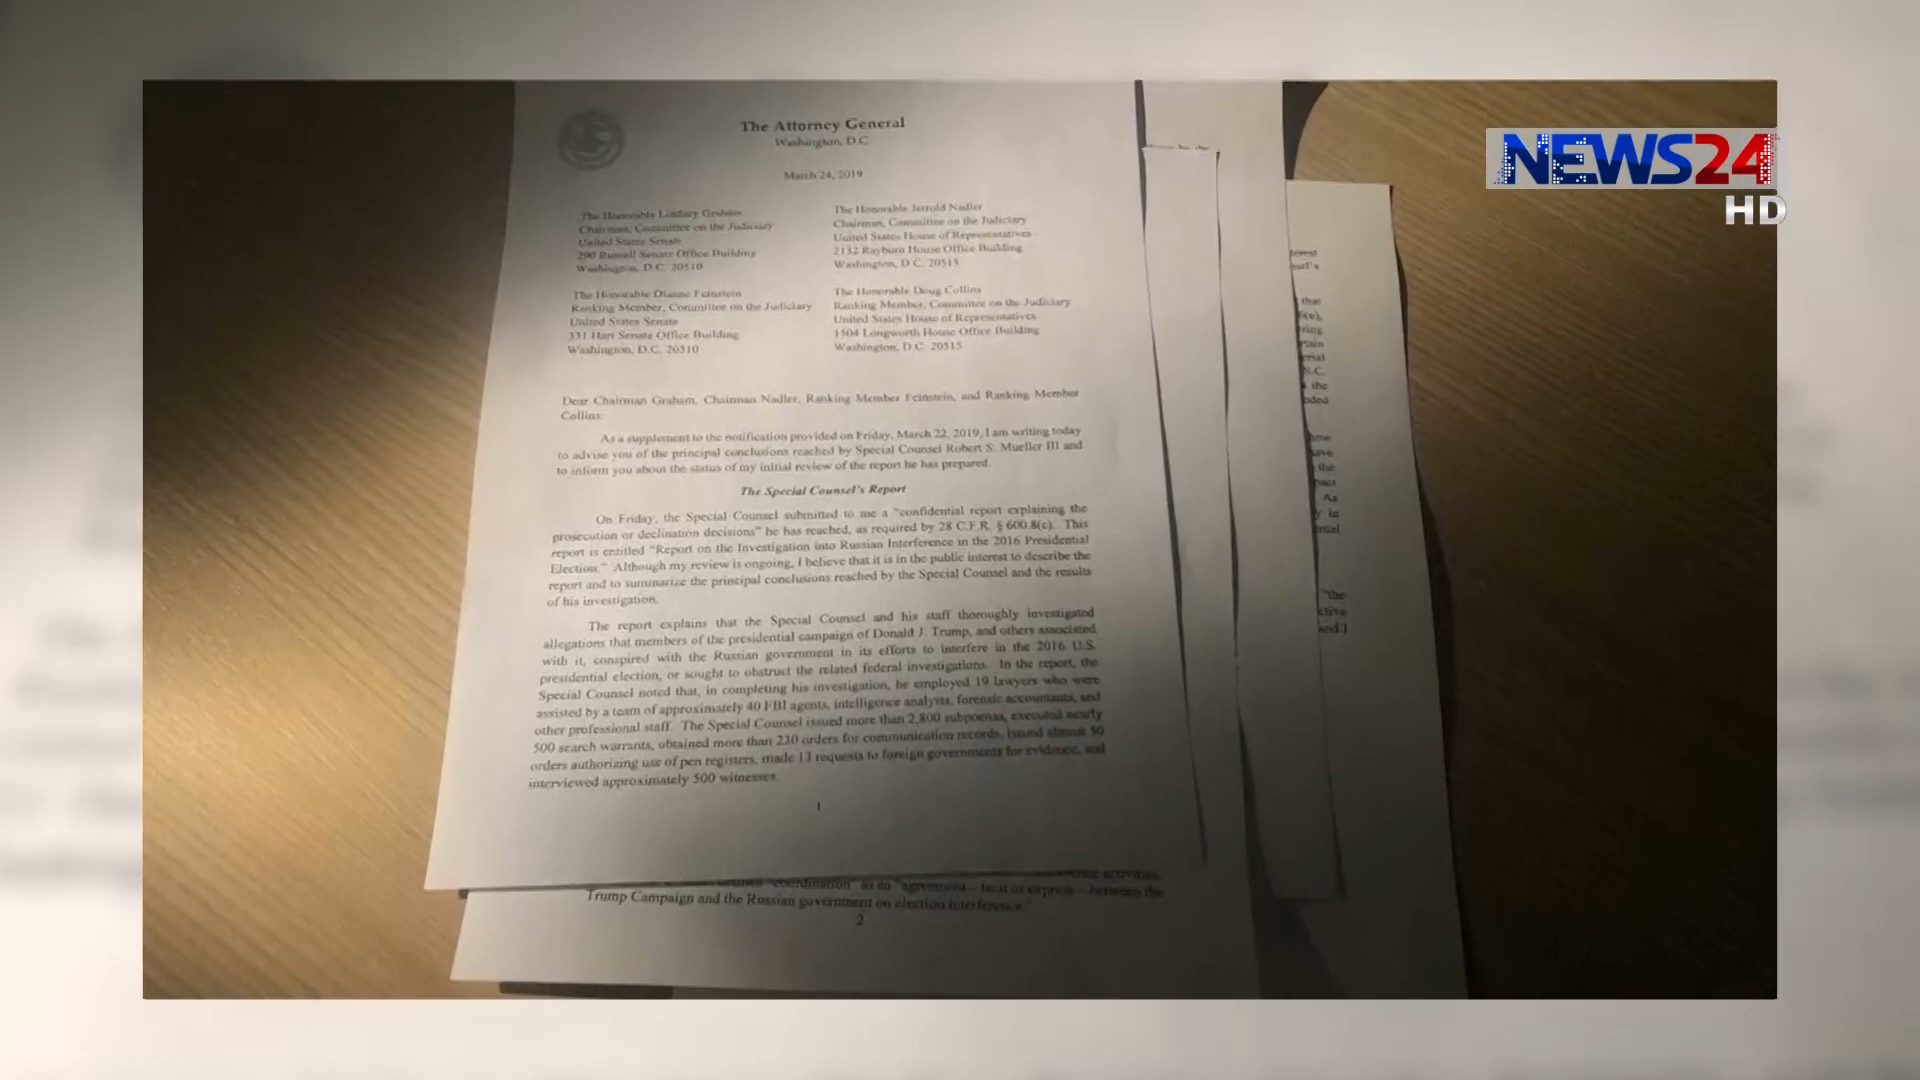 NEWS24
HD
The Attorney General
Washington, D.C.
March 24, 2019
The Honorable Lindsey Graham
Chairman, Committee on the Judiciary
United States Senate
290 Russell Senate Office Building
Washington, D.C. 20510
The Honorable Jerrold Nadler
Chairman, Committee on the Judiciary
United States House of Representatives
2132 Rayburn House Office Building
Washington, D.C. 20515
The Honorable Dianne Feinstein
Ranking Member, Committee on the Judiciary
United States Senate
331 Hart Senate Office Building
Washington, D.C. 20510
The Honorable Doug Collins
Ranking Member, Committee on the Judiciary
United States House of Representatives
1504 Longworth House Office Building
Washington, D.C. 20515
Dear Chairman Graham, Chairman Nadler, Ranking Member Feinstein, and Ranking Member
Collins:
As a supplement to the notification provided on Friday, March 22, 2019, I am writing today
to advise you of the principal conclusions reached by Special Counsel Robert S. Mueller III and
to inform you about the status of my initial review of the report he has prepared.
The Special Counsel's Report
On Friday, the Special Counsel submitted to me a "confidential report explaining the
prosecution or declination decisions" he has reached, as required by 28 C.F.R. § 600.8(c). This
report is entitled "Report on the Investigation into Russian Interference in the 2016 Presidential
Election." Although my review is ongoing, I believe that it is in the public interest to describe the
report and to summarize the principal conclusions reached by the Special Counsel and the results
of his investigation.
The report explains that the Special Counsel and his staff thoroughly investigated
allegations that members of the presidential campaign of Donald J. Trump, and others associated
with it, conspired with the Russian government in its efforts to interfere in the 2016 U.S.
presidential election, or sought to obstruct the related federal investigations. In the report, the
Special Counsel noted that, in completing his investigation, he employed 19 lawyers who were
assisted by a team of approximately 40 FBI agents, intelligence analysts, forensic accountants, and
other professional staff. The Special Counsel issued more than 2,800 subpoenas, executed nearly
500 search warrants, obtained more than 230 orders for communication records, issued almost 50
orders authorizing use of pen registers, made 13 requests to foreign governments for evidence, and
interviewed approximately 500 witnesses.
1
"coordination" as an "agreement—tacit or express—between the
Trump Campaign and the Russian government on election interference."
2
that
the
the
the
As
in
"the
and I